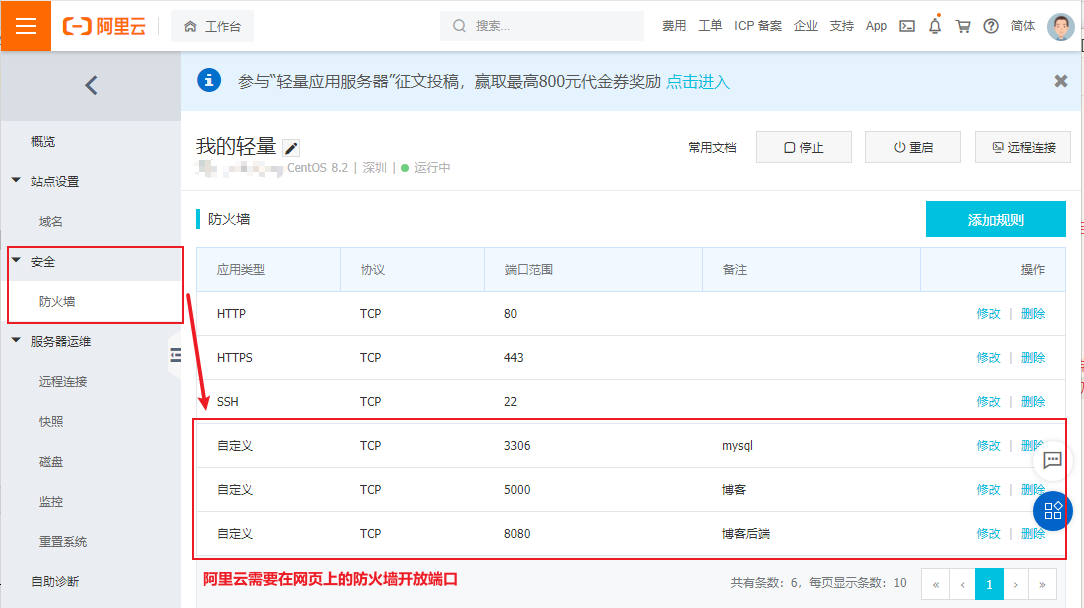 阿里云 工作台 搜索... 费用 工单 ICP 备案 企业 支持 App 简体
参与“轻量应用服务器”征文投稿，赢取最高800元代金券奖励 点击进入
概览
站点设置
域名
安全
防火墙
服务器运维
远程连接
快照
磁盘
监控
重置系统
自助诊断
我的轻量 常用文档 停止 重启 远程连接
CentOS 8.2 | 深圳 | 运行中
防火墙 添加规则
应用类型 协议 端口范围 备注 操作
HTTP TCP 80 修改 | 删除
HTTPS TCP 443 修改 | 删除
SSH TCP 22 修改 | 删除
自定义 TCP 3306 mysql 修改 | 删除
自定义 TCP 5000 博客 修改 | 删除
自定义 TCP 8080 博客后端 修改 | 删除
阿里云需要在网页上的防火墙开放端口
共有条数：6，每页显示条数：10 « ‹ 1 › »